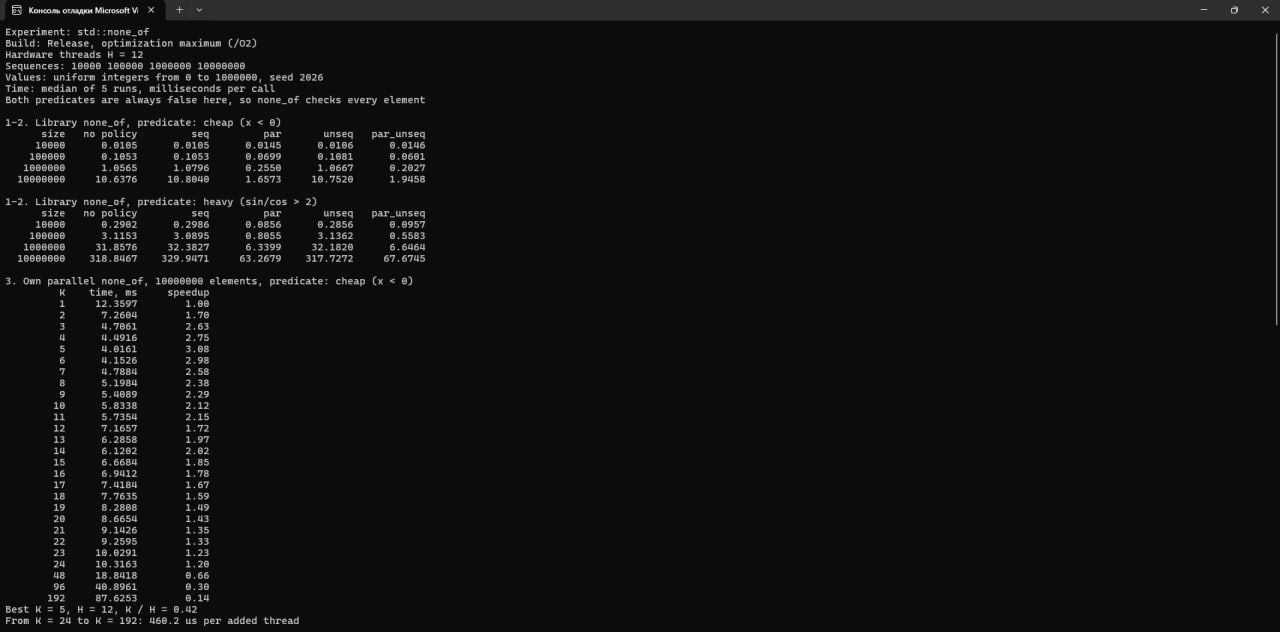 Консоль отладки Microsoft Vi
Experiment: std::none_of
Build: Release, optimization maximum (/O2)
Hardware threads H = 12
Sequences: 10000 100000 1000000 10000000
Values: uniform integers from 0 to 1000000, seed 2026
Time: median of 5 runs, milliseconds per call
Both predicates are always false here, so none_of checks every element
1-2. Library none_of, predicate: cheap (x < 0)
size no policy seq par unseq par_unseq
10000 0.0105 0.0105 0.0145 0.0106 0.0146
100000 0.1053 0.1053 0.0699 0.1081 0.0601
1000000 1.0565 1.0796 0.2550 1.0667 0.2027
10000000 10.6376 10.8040 1.6573 10.7520 1.9458
1-2. Library none_of, predicate: heavy (sin/cos > 2)
size no policy seq par unseq par_unseq
10000 0.2902 0.2986 0.0856 0.2856 0.0957
100000 3.1153 3.0895 0.8055 3.1362 0.5583
1000000 31.8576 32.3827 6.3399 32.1820 6.6464
10000000 318.8467 329.9471 63.2679 317.7272 67.6745
3. Own parallel none_of, 10000000 elements, predicate: cheap (x < 0)
K time, ms speedup
1 12.3597 1.00
2 7.2604 1.70
3 4.7061 2.63
4 4.4916 2.75
5 4.0161 3.08
6 4.1526 2.98
7 4.7884 2.58
8 5.1984 2.38
9 5.4089 2.29
10 5.8338 2.12
11 5.7354 2.15
12 7.1657 1.72
13 6.2858 1.97
14 6.1202 2.02
15 6.6684 1.85
16 6.9412 1.78
17 7.4184 1.67
18 7.7635 1.59
19 8.2808 1.49
20 8.6654 1.43
21 9.1426 1.35
22 9.2595 1.33
23 10.0291 1.23
24 10.3163 1.20
48 18.8418 0.66
96 40.8961 0.30
192 87.6253 0.14
Best K = 5, H = 12, K / H = 0.42
From K = 24 to K = 192: 460.2 us per added thread